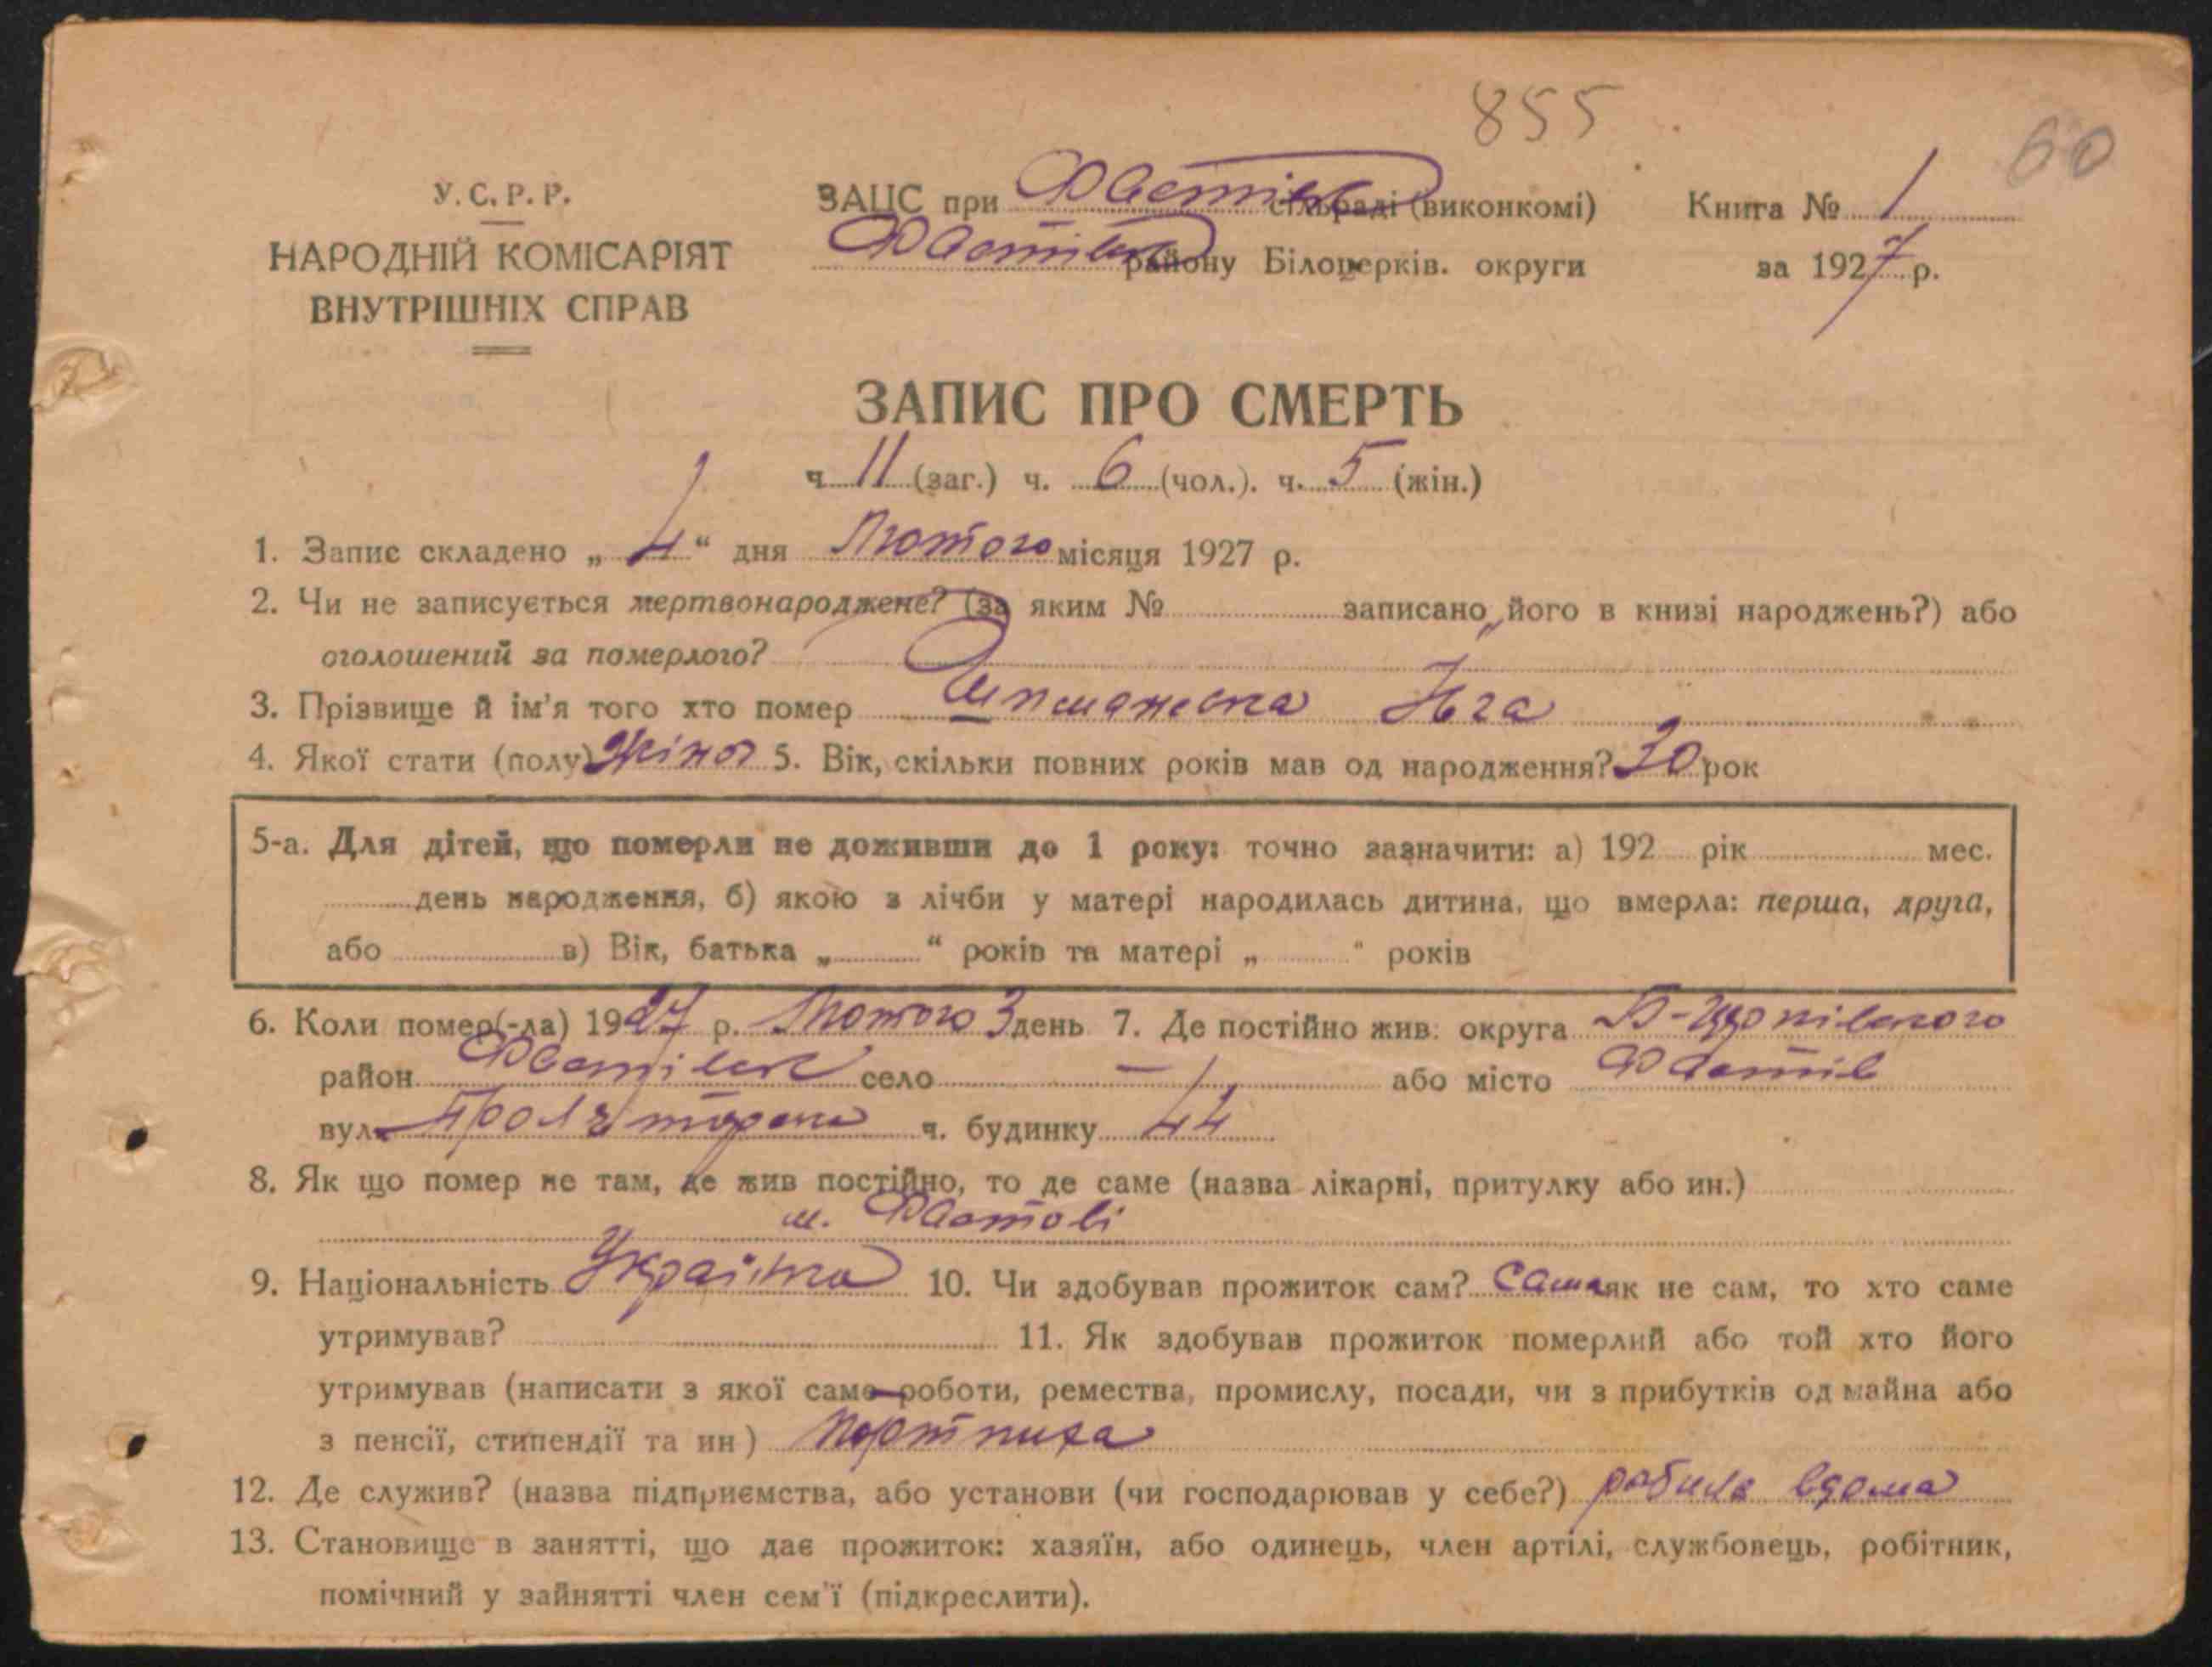 855
60
У. С. Р. Р.
НАРОДНІЙ КОМІСАРІЯТ
ВНУТРІШНІХ СПРАВ
ЗАЦС при Фастівськ сільраді (виконкомі)
Фастівськ району Білоцерків. округи
Книга № 1
за 1927 р.
ЗАПИС ПРО СМЕРТЬ
ч 11 (заг.) ч. 6 (чол.). ч. 5 (жін.)
1. Запис складено „ 4 “ дня Лютого місяця 1927 р.
2. Чи не записується мертвонароджене? (за яким № записано його в книзі народжень?) або
оголошений за померлого?
3. Прізвище й ім'я того хто помер
4. Якої стати (полу) жіноч 5. Вік, скільки повних років мав од народження? 30 рок
5-а. Для дітей, що померли не доживши до 1 року: точно зазначити: а) 192 рік мес.
день народження, б) якою з лічби у матері народилась дитина, що вмерла: перша, друга,
або в) Вік, батька „ “ років та матері „ “ років
6. Коли помер(-ла) 1927 р. Лютого 3 день 7. Де постійно жив: округа
район Фастівськ село — або місто Фастів
вул. ч. будинку 44
8. Як що помер не там, де жив постійно, то де саме (назва лікарні, притулку або ин.)
м. Фастові
9. Національність Українка 10. Чи здобував прожиток сам? сама як не сам, то хто саме
утримував? 11. Як здобував прожиток померлий або той хто його
утримував (написати з якої саме роботи, ремества, промислу, посади, чи з прибутків од майна або
з пенсії, стипендії та ин) Портниха
12. Де служив? (назва підприємства, або установи (чи господарював у себе?) робила вдома
13. Становище в занятті, що дає прожиток: хазяїн, або одинець, член артілі, службовець, робітник,
помічний у зайнятті член сем'ї (підкреслити).